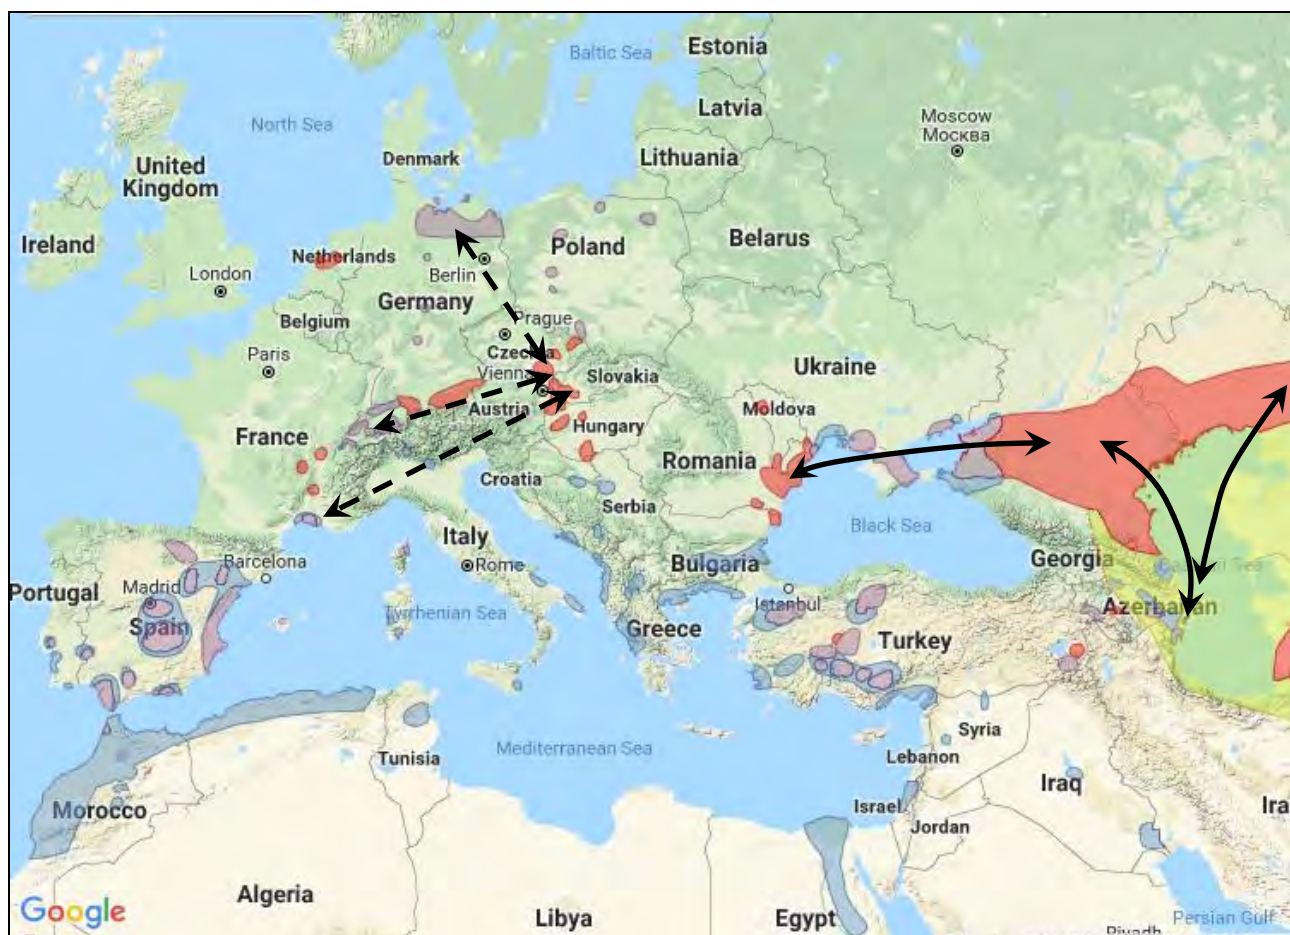 Estonia
Baltic Sea
Latvia
Moscow
Москва
North Sea
Denmark
Lithuania
United
Kingdom
Ireland
Netherlands
Poland
Belarus
London
Berlin
Germany
Belgium
Prague
Paris
Czechia
Ukraine
Vienna
Slovakia
Austria
Moldova
France
Hungary
Romania
Croatia
Serbia
Black Sea
Italy
Georgia
Barcelona
Rome
Bulgaria
Portugal
Madrid
Istanbul
Azerbaijan
Tyrrhenian Sea
Spain
Greece
Turkey
Syria
Mediterranean Sea
Tunisia
Lebanon
Iraq
Morocco
Israel
Ira
Jordan
Algeria
Google
Libya
Egypt
Persian Gulf
Riyadh